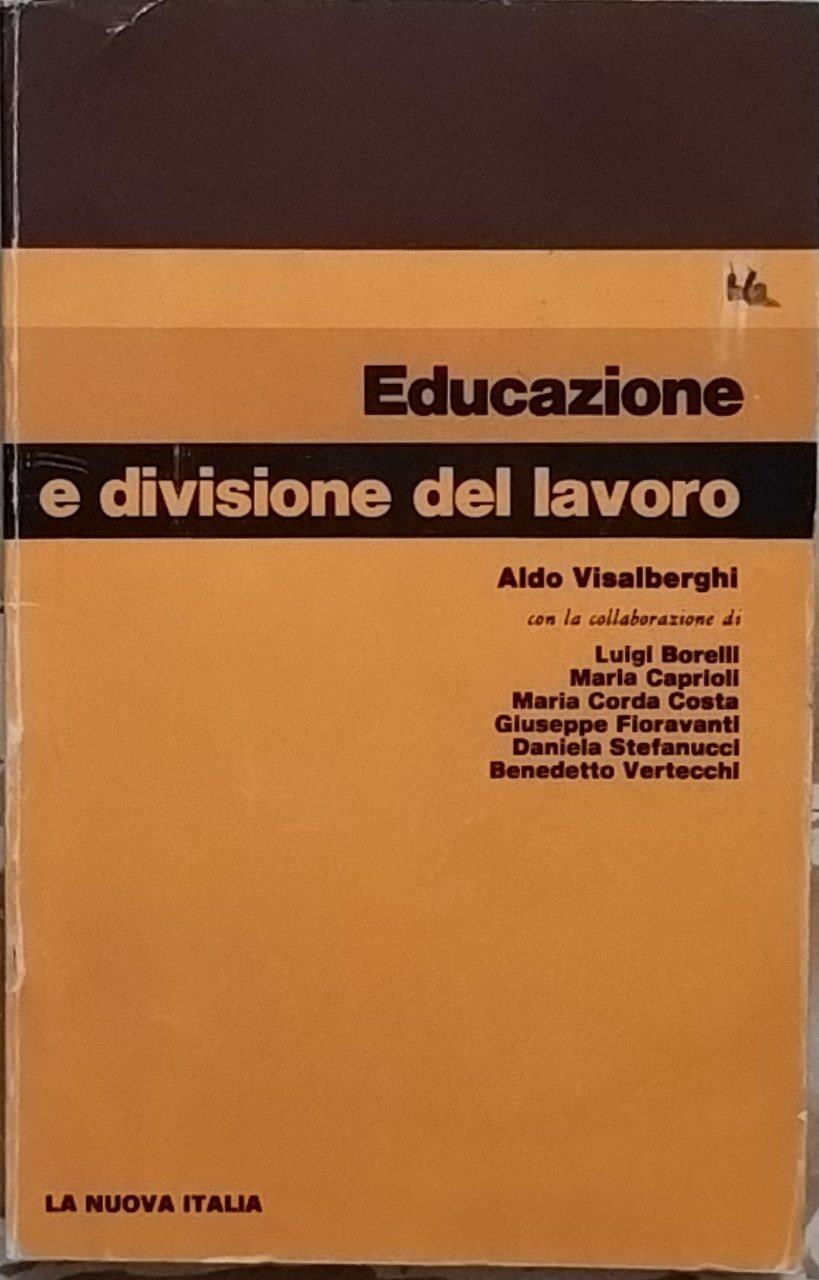 Educazione
e divisione del lavoro
Aldo Visalberghi
con la collaborazione di
Luigi Borelli
Maria Caprioli
Maria Corda Costa
Giuseppe Fioravanti
Daniela Stefanucci
Benedetto Vertecchi
LA NUOVA ITALIA